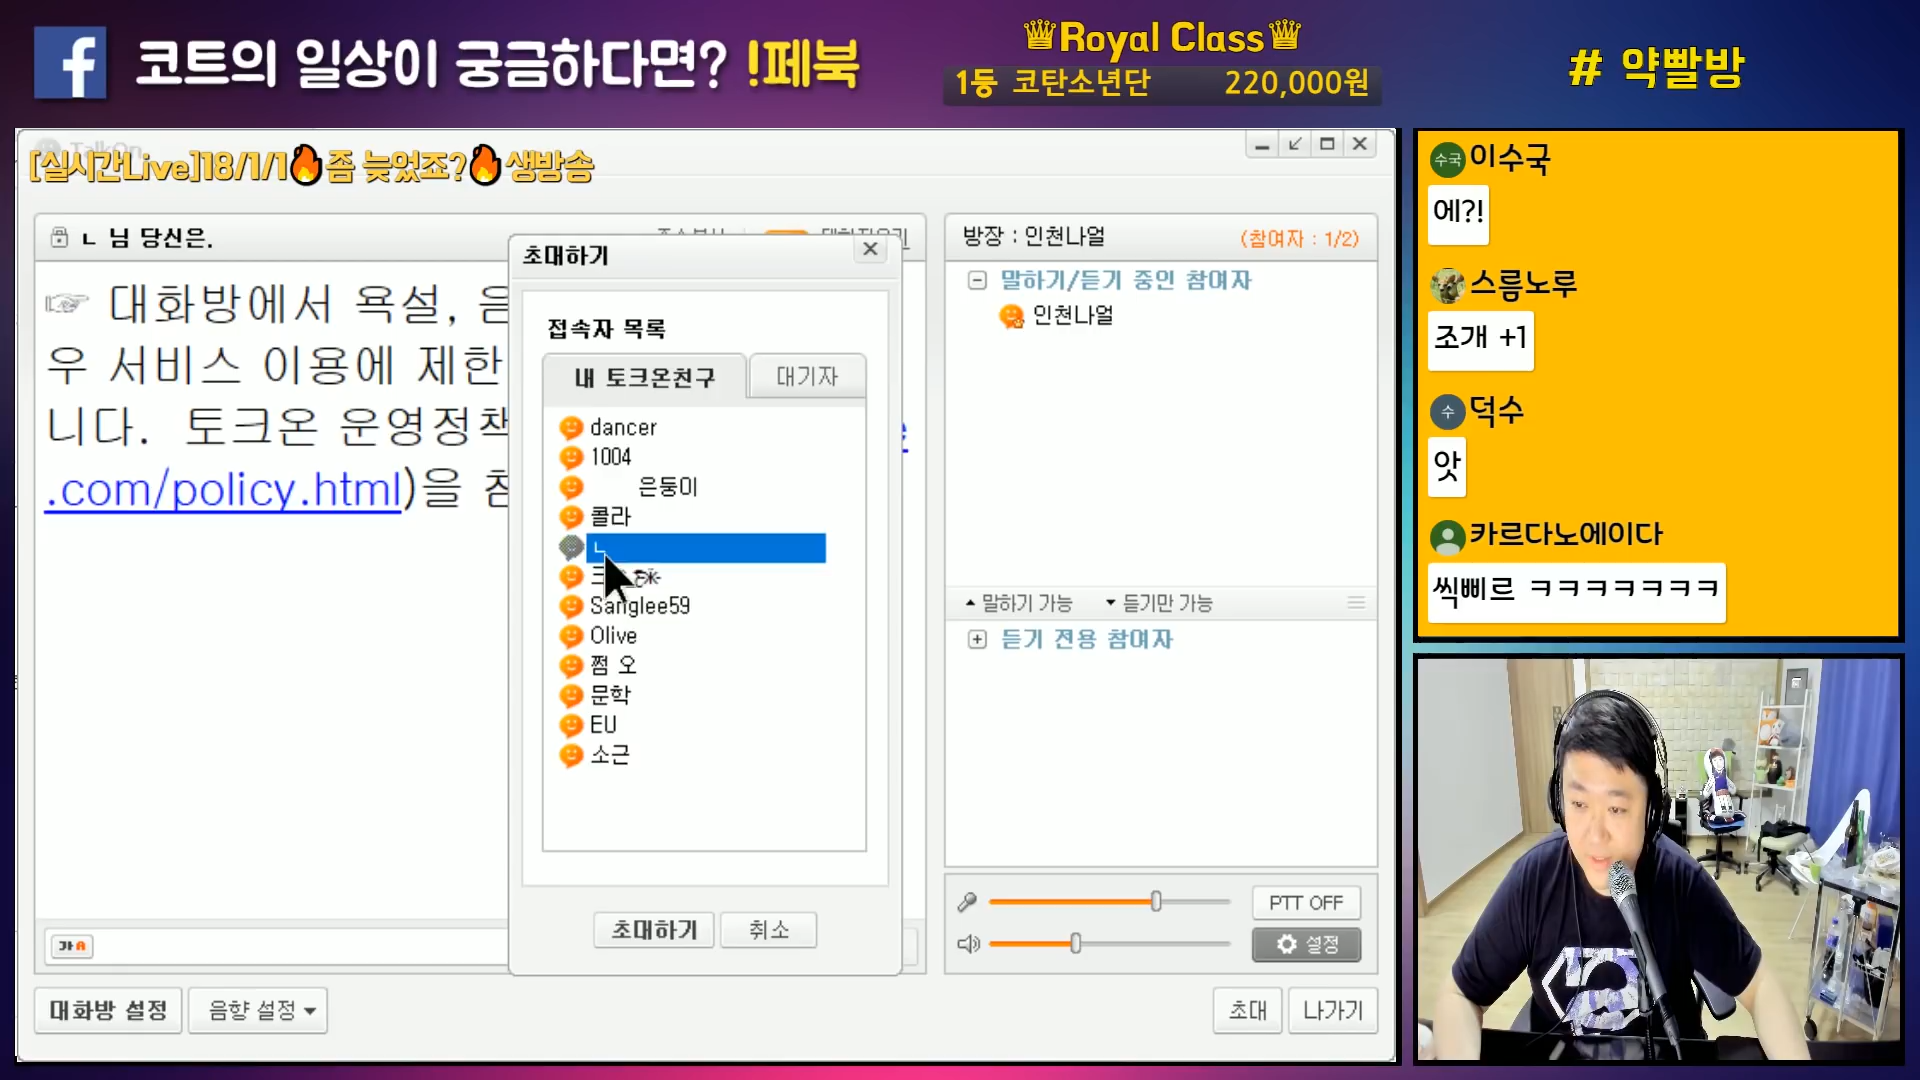 코트의 일상이 궁금하다면? !페북
Royal Class
1등 코탄소년단 220,000원
# 약빨방
TalkOn
[실시간Live]18/1/1🔥좀 늦었죠?🔥생방송
ㄴ 님 당신은.
☞ 대화방에서 욕설, 음
우 서비스 이용에 제한
니다. 토크온 운영정책
.com/policy.html)을 참
초대하기
접속자 목록
내 토크온친구
대기자
dancer
1004
은둥이
콜라
ㄴ
Sanglee59
Olive
쩜 오
문학
EU
소근
초대하기
취소
방장 : 인천나얼
(참여자 : 1/2)
말하기/듣기 중인 참여자
인천나얼
말하기 가능
듣기만 가능
듣기 전용 참여자
PTT OFF
설정
가A
대화방 설정
음향 설정
초대
나가기
수국 이수국
에?!
스름노루
조개 +1
수 덕수
앗
카르다노에이다
씩삐르 ㅋㅋㅋㅋㅋㅋㅋ